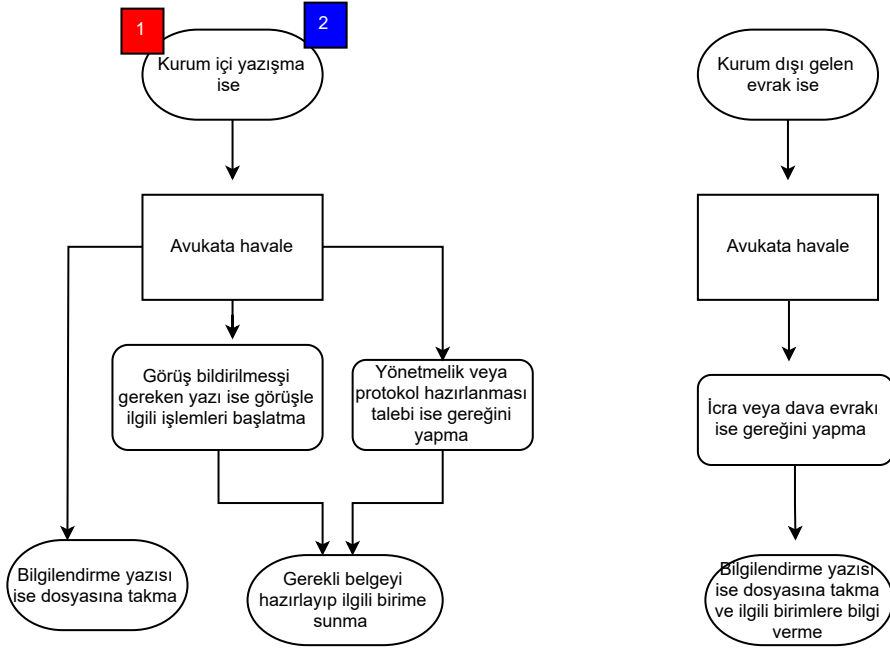 1
2
Kurum içi yazışma
ise
Kurum dışı gelen
evrak ise
Avukata havale
Avukata havale
Görüş bildirilmesşi
gereken yazı ise görüşle
ilgili işlemleri başlatma
Yönetmelik veya
protokol hazırlanması
talebi ise gereğini
yapma
İcra veya dava evrakı
ise gereğini yapma
Bilgilendirme yazısı
ise dosyasına takma
Gerekli belgeyi
hazırlayıp ilgili birime
sunma
Bilgilendirme yazısı
ise dosyasına takma
ve ilgili birimlere bilgi
verme